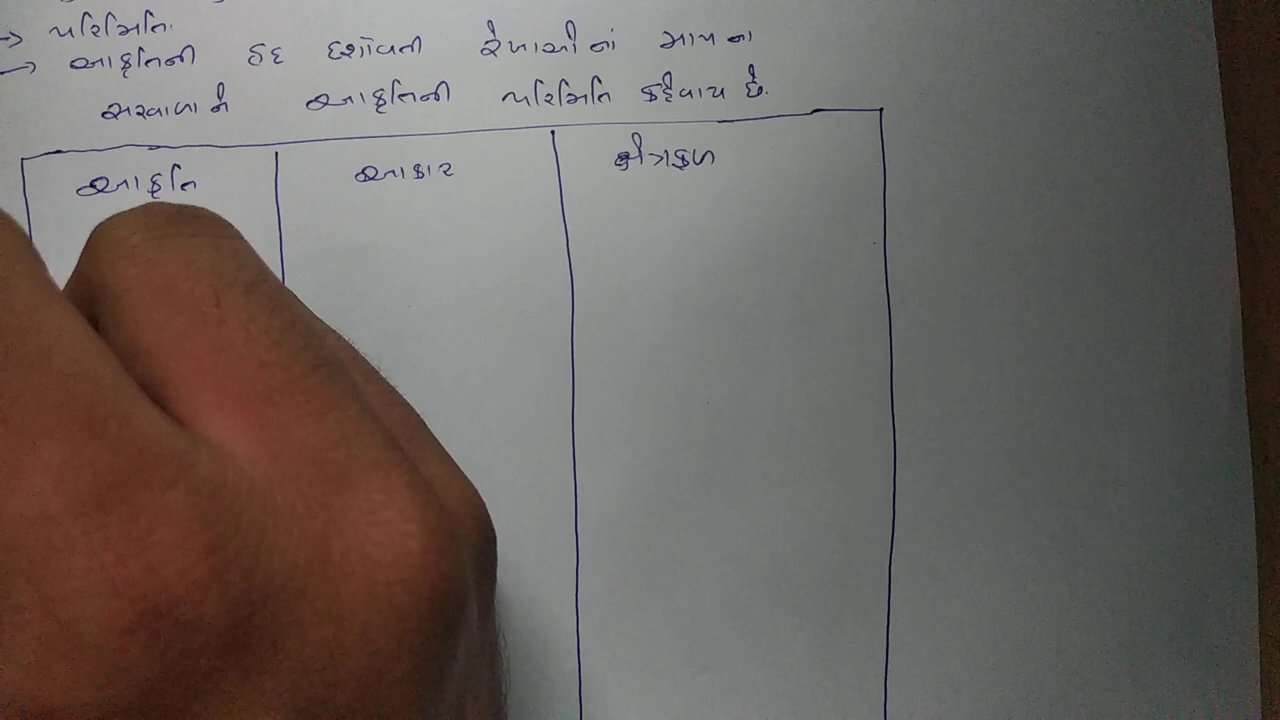 → પરિમિતિ.
→ આકૃતિની હદ દર્શાવતી રેખાઓનાં માપના
સરવાળાને આકૃતિની પરિમિતિ કહેવાય છે.
આકૃતિ આકાર ક્ષેત્રફળ